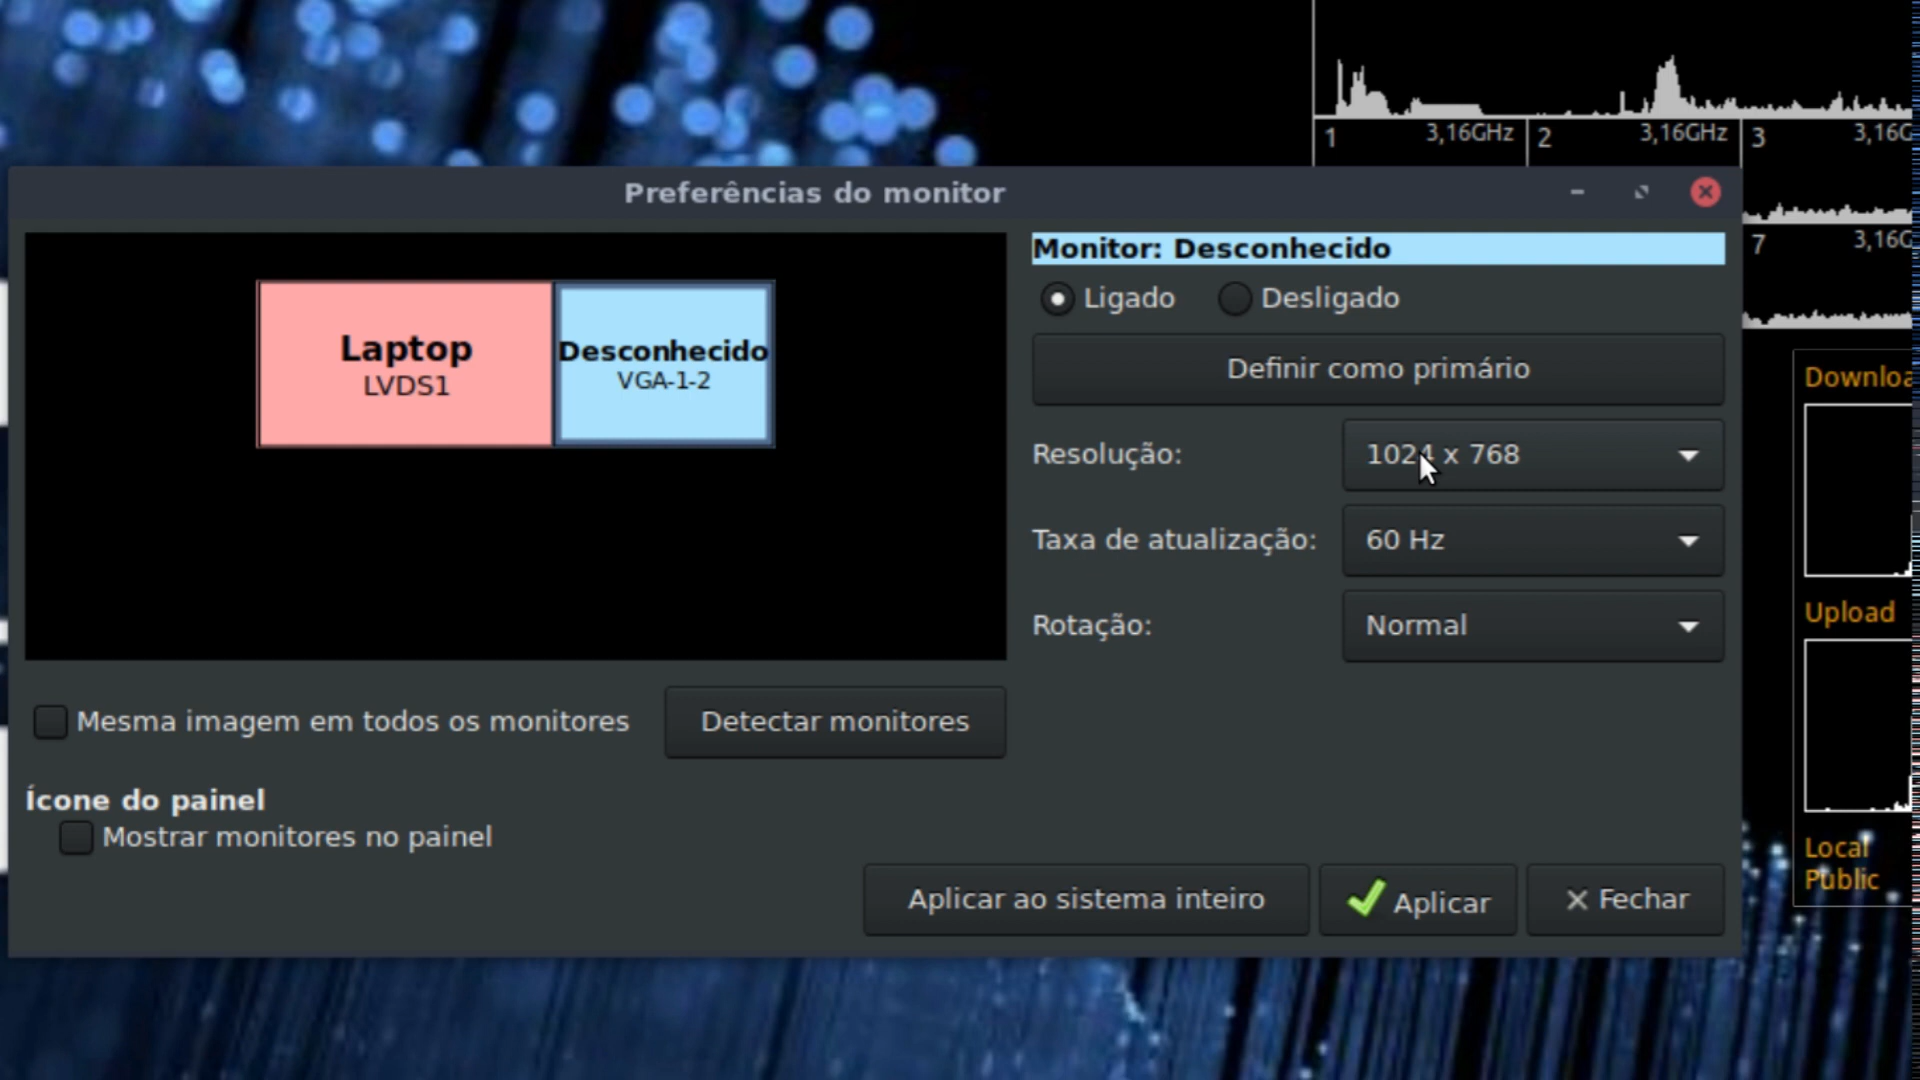 1 3,16GHz 2 3,16GHz 3
Preferências do monitor
7
Monitor: Desconhecido
Ligado Desligado
Laptop
LVDS1
Desconhecido
VGA-1-2
Definir como primário
Resolução: 1024 x 768
Taxa de atualização: 60 Hz
Rotação: Normal
Mesma imagem em todos os monitores
Detectar monitores
Ícone do painel
Mostrar monitores no painel
Aplicar ao sistema inteiro
Aplicar
Fechar
Upload
Local
Public